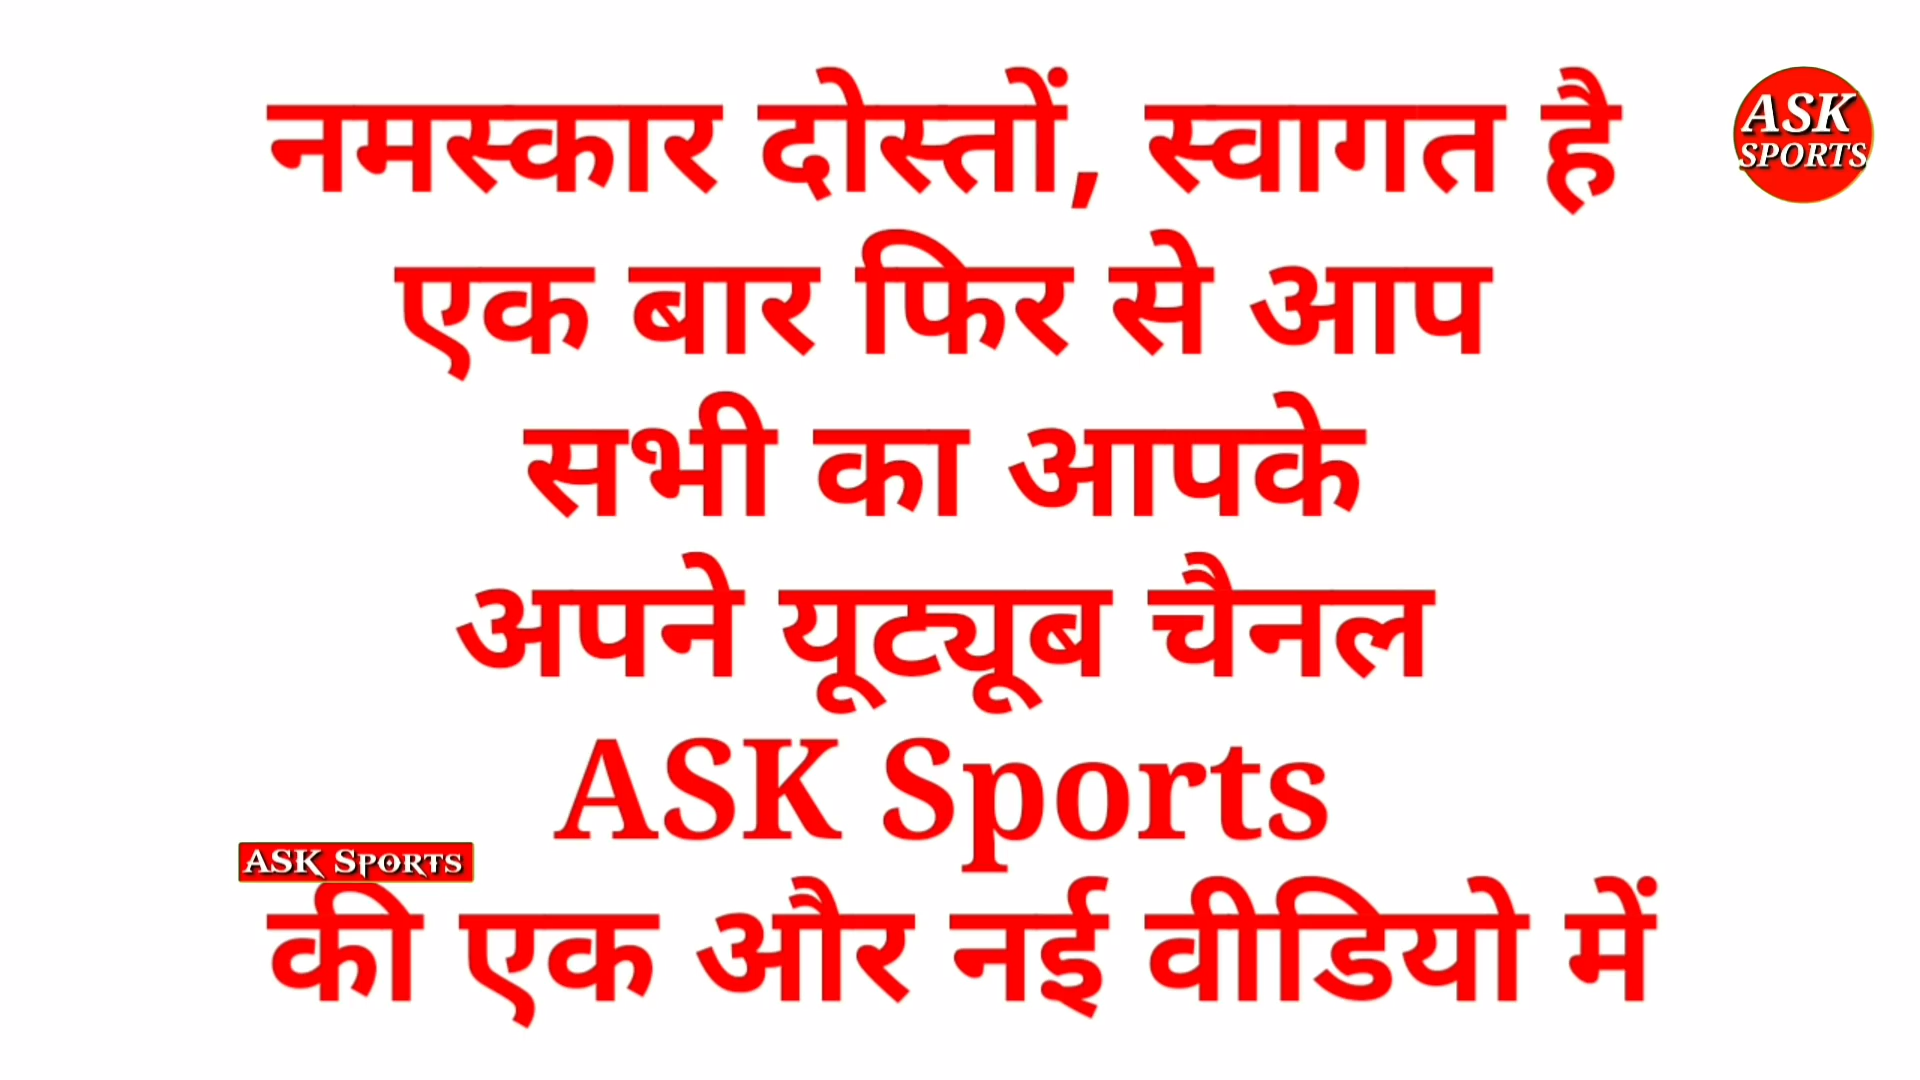 नमस्कार दोस्तों, स्वागत है
एक बार फिर से आप
सभी का आपके
अपने यूट्यूब चैनल
ASK Sports
की एक और नई वीडियो में
ASK
SPORTS
ASK SPORTS